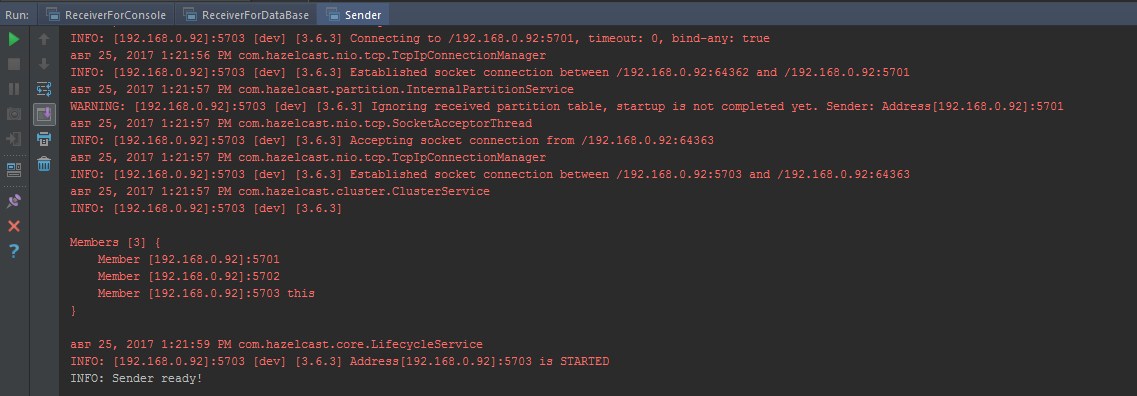 Run: ReceiverForConsole ReceiverForDataBase Sender
INFO: [192.168.0.92]:5703 [dev] [3.6.3] Connecting to /192.168.0.92:5701, timeout: 0, bind-any: true
авг 25, 2017 1:21:56 PM com.hazelcast.nio.tcp.TcpIpConnectionManager
INFO: [192.168.0.92]:5703 [dev] [3.6.3] Established socket connection between /192.168.0.92:64362 and /192.168.0.92:5701
авг 25, 2017 1:21:57 PM com.hazelcast.partition.InternalPartitionService
WARNING: [192.168.0.92]:5703 [dev] [3.6.3] Ignoring received partition table, startup is not completed yet. Sender: Address[192.168.0.92]:5701
авг 25, 2017 1:21:57 PM com.hazelcast.nio.tcp.SocketAcceptorThread
INFO: [192.168.0.92]:5703 [dev] [3.6.3] Accepting socket connection from /192.168.0.92:64363
авг 25, 2017 1:21:57 PM com.hazelcast.nio.tcp.TcpIpConnectionManager
INFO: [192.168.0.92]:5703 [dev] [3.6.3] Established socket connection between /192.168.0.92:5703 and /192.168.0.92:64363
авг 25, 2017 1:21:57 PM com.hazelcast.cluster.ClusterService
INFO: [192.168.0.92]:5703 [dev] [3.6.3]
Members [3] {
Member [192.168.0.92]:5701
Member [192.168.0.92]:5702
Member [192.168.0.92]:5703 this
}
авг 25, 2017 1:21:59 PM com.hazelcast.core.LifecycleService
INFO: [192.168.0.92]:5703 [dev] [3.6.3] Address[192.168.0.92]:5703 is STARTED
INFO: Sender ready!